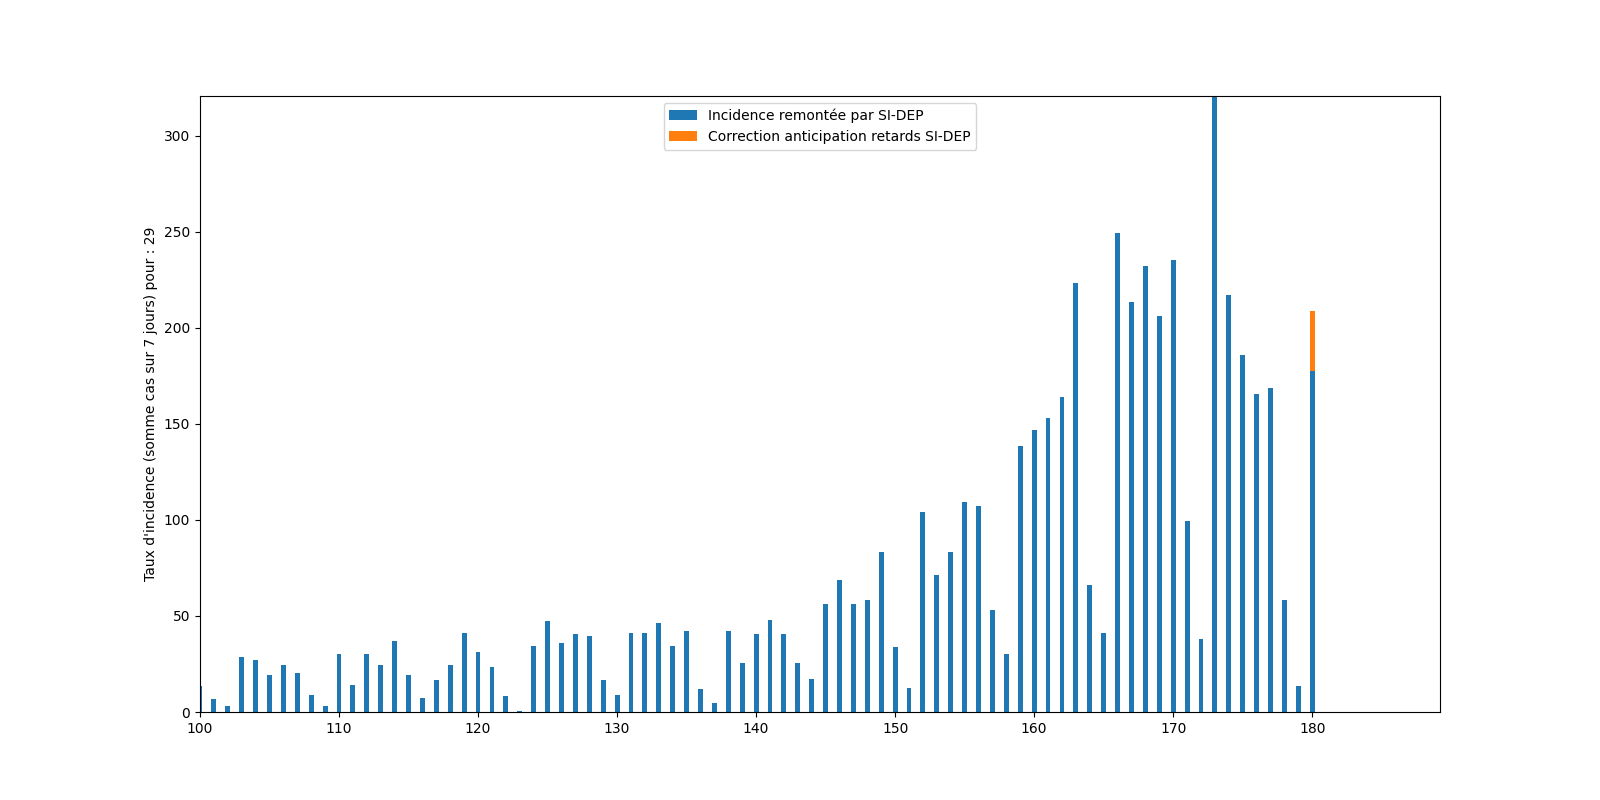 Incidence remontée par SI-DEP
Correction anticipation retards SI-DEP
Taux d'incidence (somme cas sur 7 jours) pour : 29
300
250
200
150
100
50
0
100 110 120 130 140 150 160 170 180